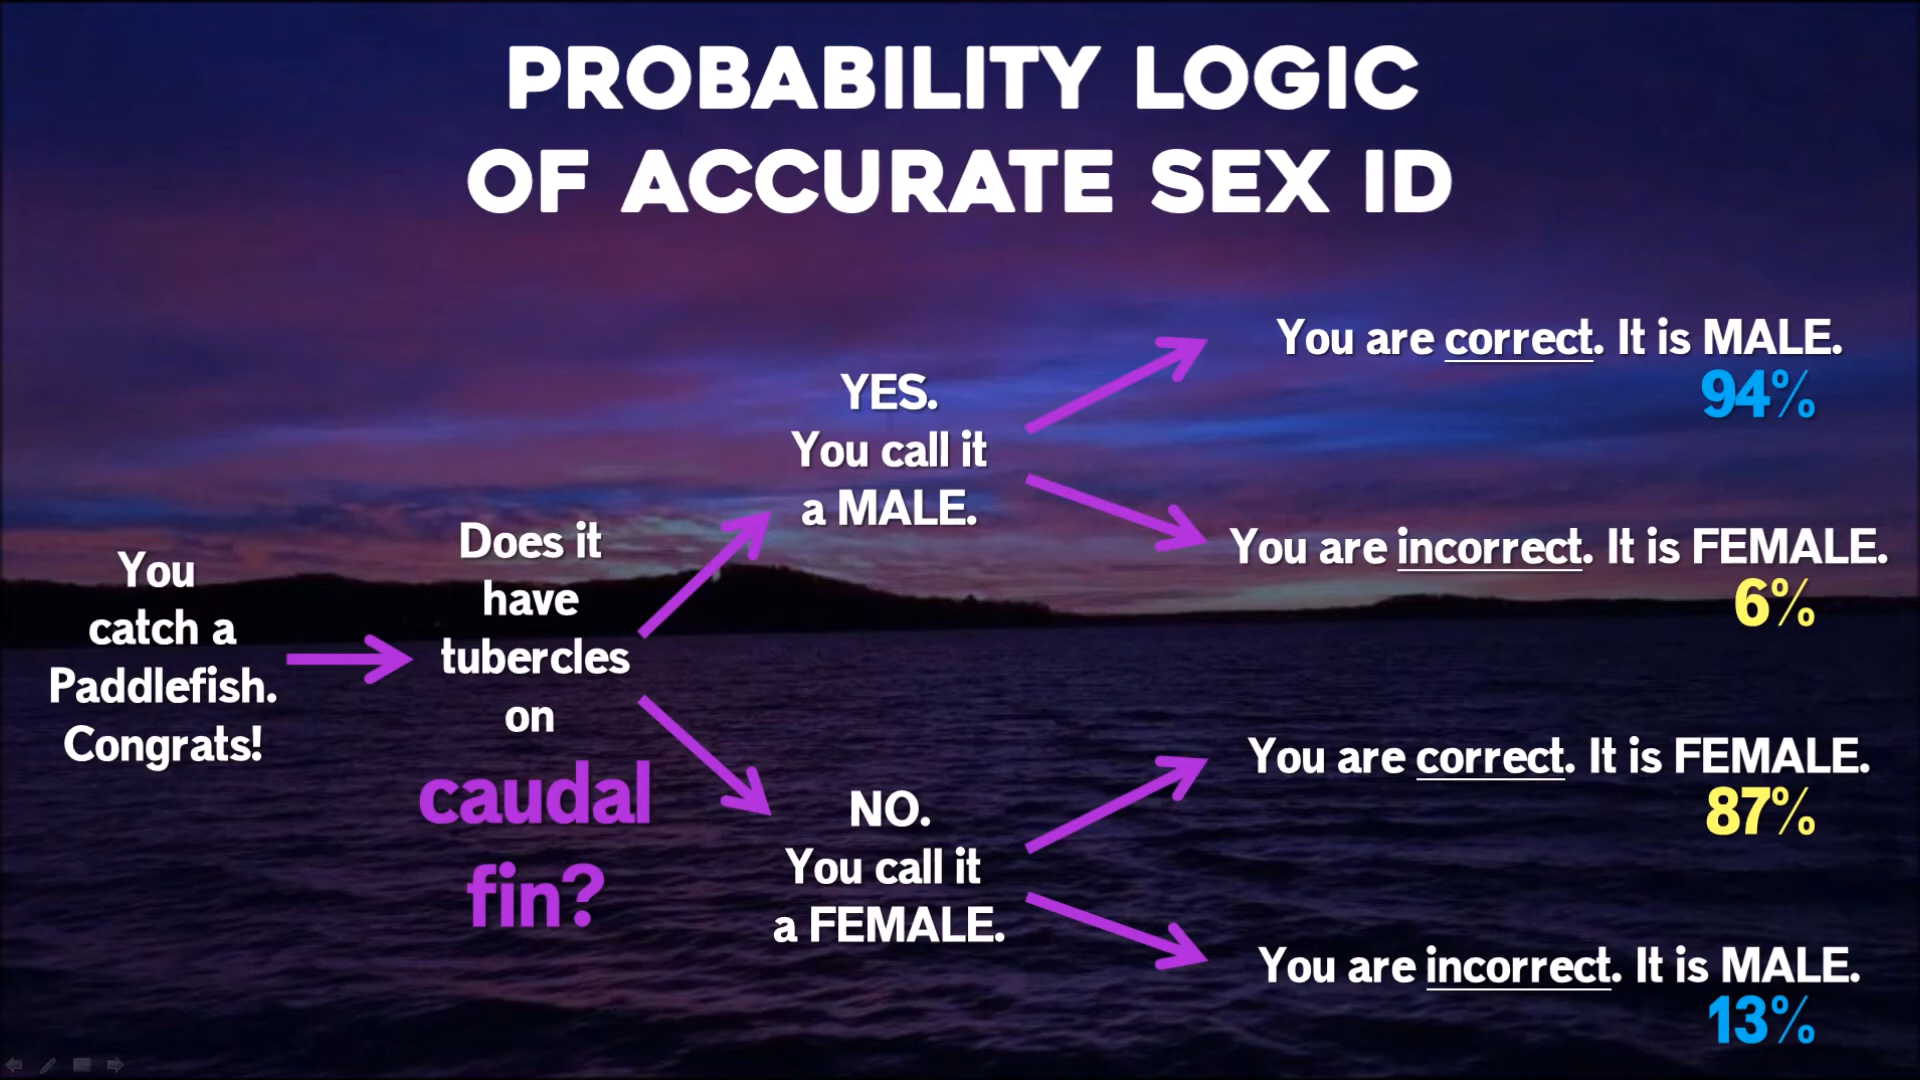 PROBABILITY LOGIC
OF ACCURATE SEX ID
You
catch a
Paddlefish.
Congrats!
Does it
have
tubercles
on
caudal
fin?
YES.
You call it
a MALE.
NO.
You call it
a FEMALE.
You are correct. It is MALE.
94%
You are incorrect. It is FEMALE.
6%
You are correct. It is FEMALE.
87%
You are incorrect. It is MALE.
13%